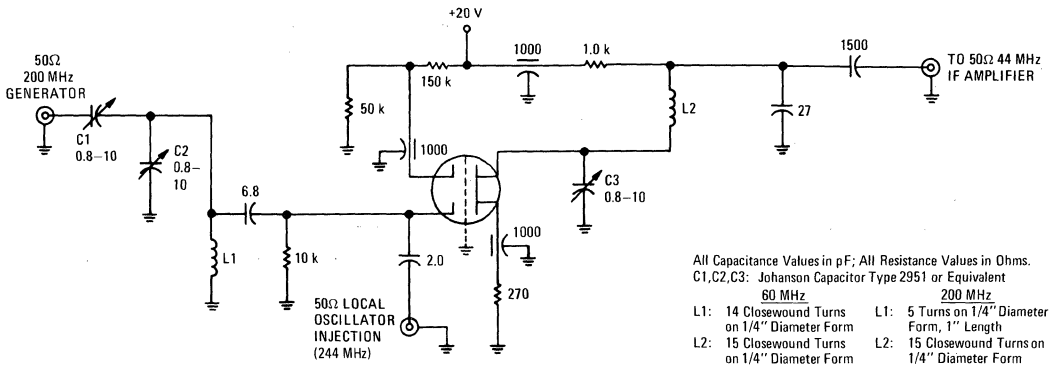 +20 V
50Ω
200 MHz
GENERATOR
C1
0.8–10
C2
0.8–
10
50 k
150 k
1000
1.0 k
1500
TO 50Ω 44 MHz
IF AMPLIFIER
L2
27
1000
C3
0.8–10
6.8
L1
10 k
2.0
1000
270
50Ω LOCAL
OSCILLATOR
INJECTION
(244 MHz)
All Capacitance Values in pF; All Resistance Values in Ohms.
C1,C2,C3: Johanson Capacitor Type 2951 or Equivalent
60 MHz
L1: 14 Closewound Turns
on 1/4" Diameter Form
L2: 15 Closewound Turns
on 1/4" Diameter Form
200 MHz
L1: 5 Turns on 1/4" Diameter
Form, 1" Length
L2: 15 Closewound Turns on
1/4" Diameter Form